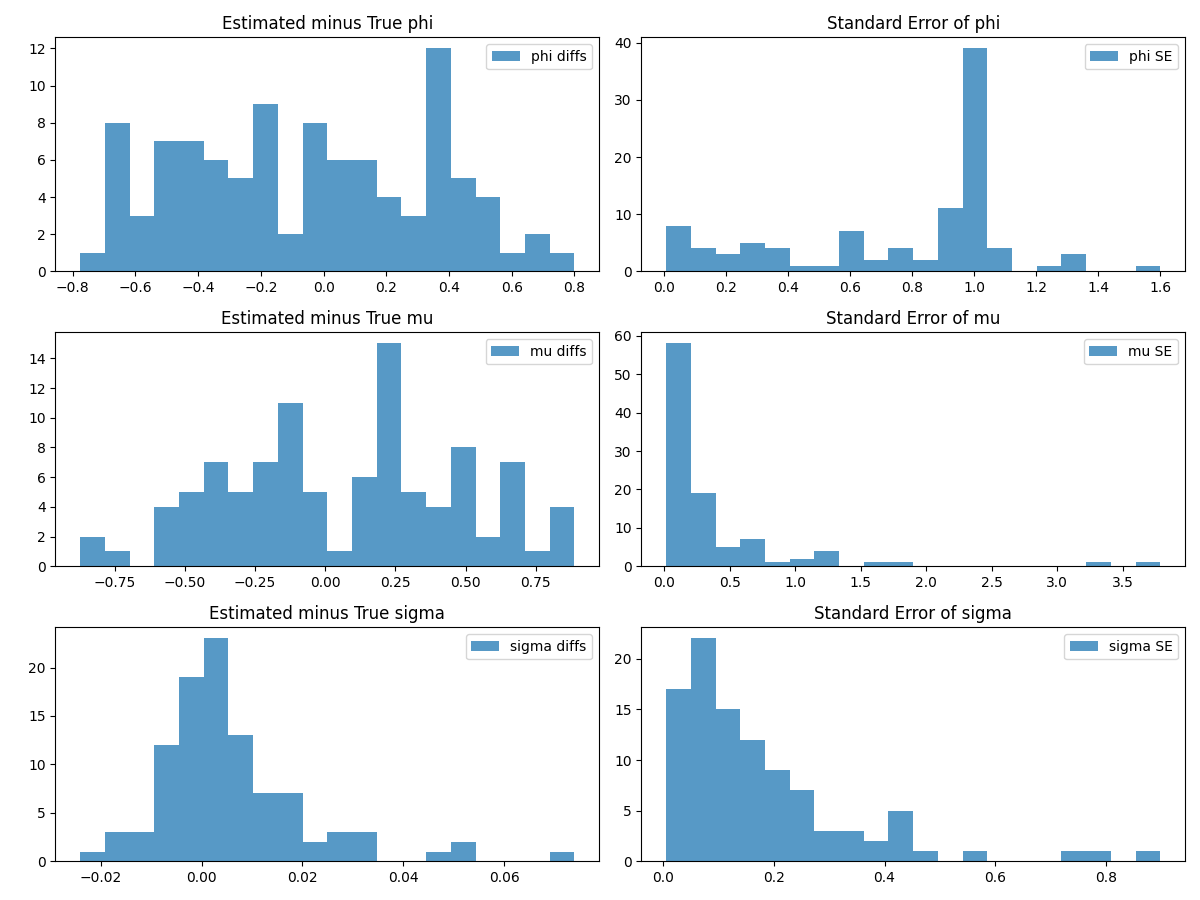 Estimated minus True phi
phi diffs
12
10
8
6
4
2
0
−0.8 −0.6 −0.4 −0.2 0.0 0.2 0.4 0.6 0.8
Standard Error of phi
phi SE
40
30
20
10
0
0.0 0.2 0.4 0.6 0.8 1.0 1.2 1.4 1.6
Estimated minus True mu
mu diffs
14
12
10
8
6
4
2
0
−0.75 −0.50 −0.25 0.00 0.25 0.50 0.75
Standard Error of mu
mu SE
60
50
40
30
20
10
0
0.0 0.5 1.0 1.5 2.0 2.5 3.0 3.5
Estimated minus True sigma
sigma diffs
20
15
10
5
0
−0.02 0.00 0.02 0.04 0.06
Standard Error of sigma
sigma SE
20
15
10
5
0
0.0 0.2 0.4 0.6 0.8